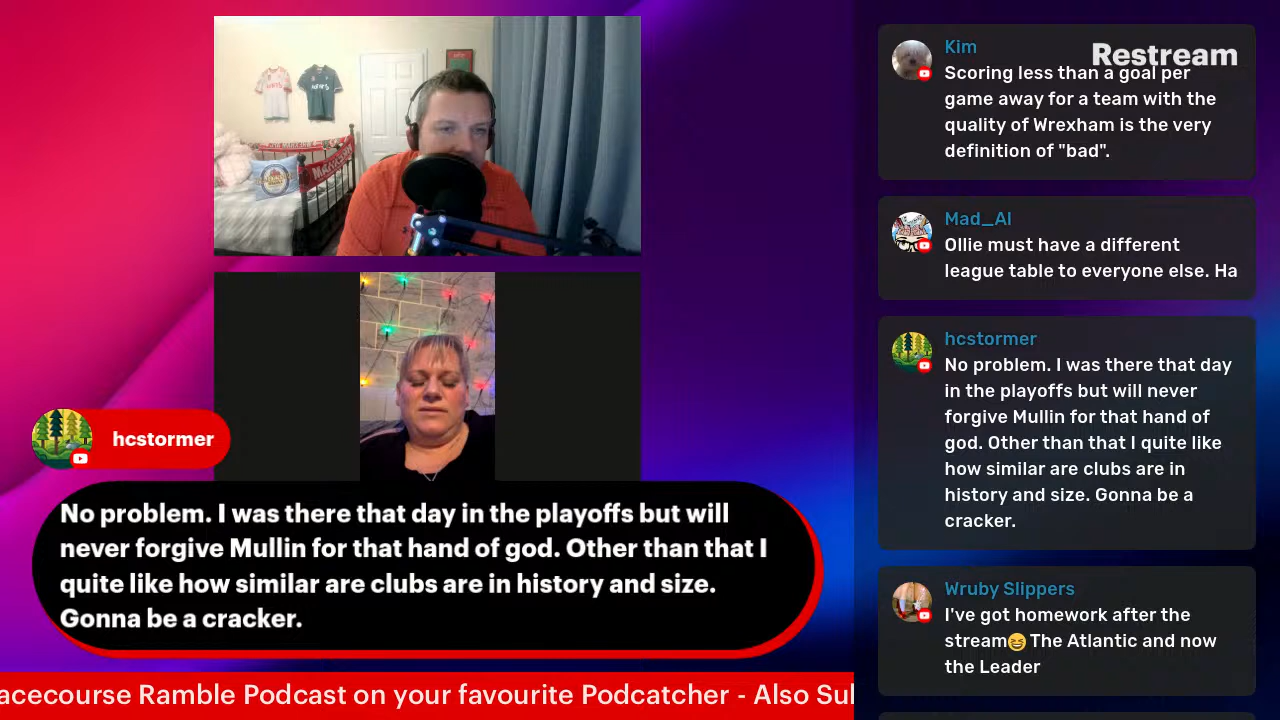 hcstormer
No problem. I was there that day in the playoffs but will
never forgive Mullin for that hand of god. Other than that I
quite like how similar are clubs are in history and size.
Gonna be a cracker.
acecourse Ramble Podcast on your favourite Podcatcher - Also Sul
Restream
Kim
Scoring less than a goal per
game away for a team with the
quality of Wrexham is the very
definition of "bad".
Mad_Al
Ollie must have a different
league table to everyone else. Ha
hcstormer
No problem. I was there that day
in the playoffs but will never
forgive Mullin for that hand of
god. Other than that I quite like
how similar are clubs are in
history and size. Gonna be a
cracker.
Wruby Slippers
I've got homework after the
stream😆 The Atlantic and now
the Leader